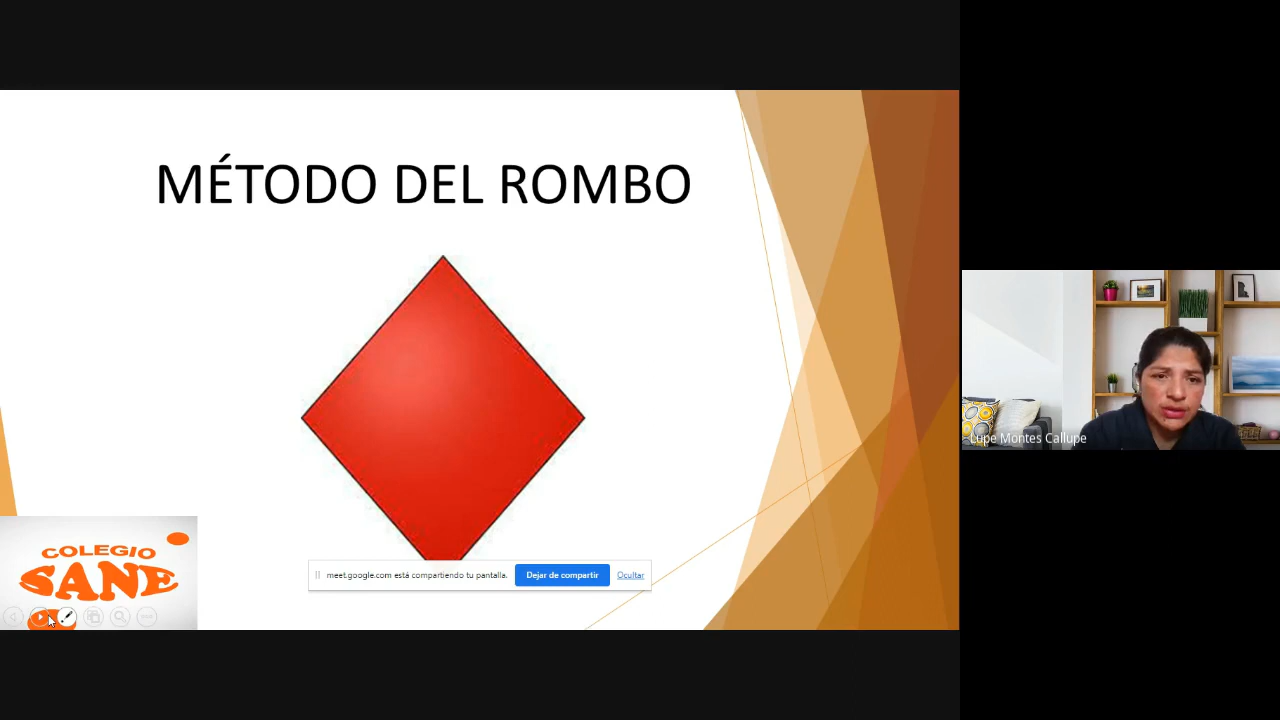 MÉTODO DEL ROMBO
COLEGIO
SANE
meet.google.com está compartiendo tu pantalla.
Dejar de compartir
Ocultar
Lupe Montes Callupe